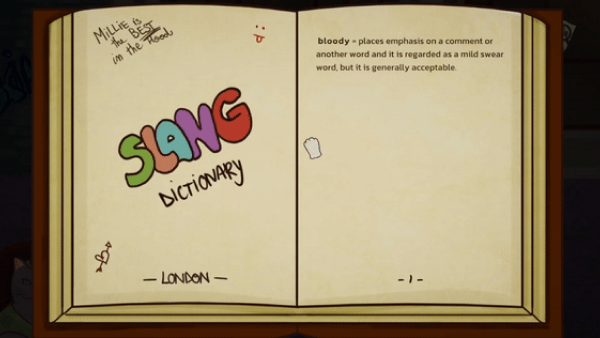 MiLLiE is
the BEST
in the Hood
:P
SLANG
DICTIONARY
— LONDON —
bloody - places emphasis on a comment or
another word and it is regarded as a mild swear
word, but it is generally acceptable.
- 1 -